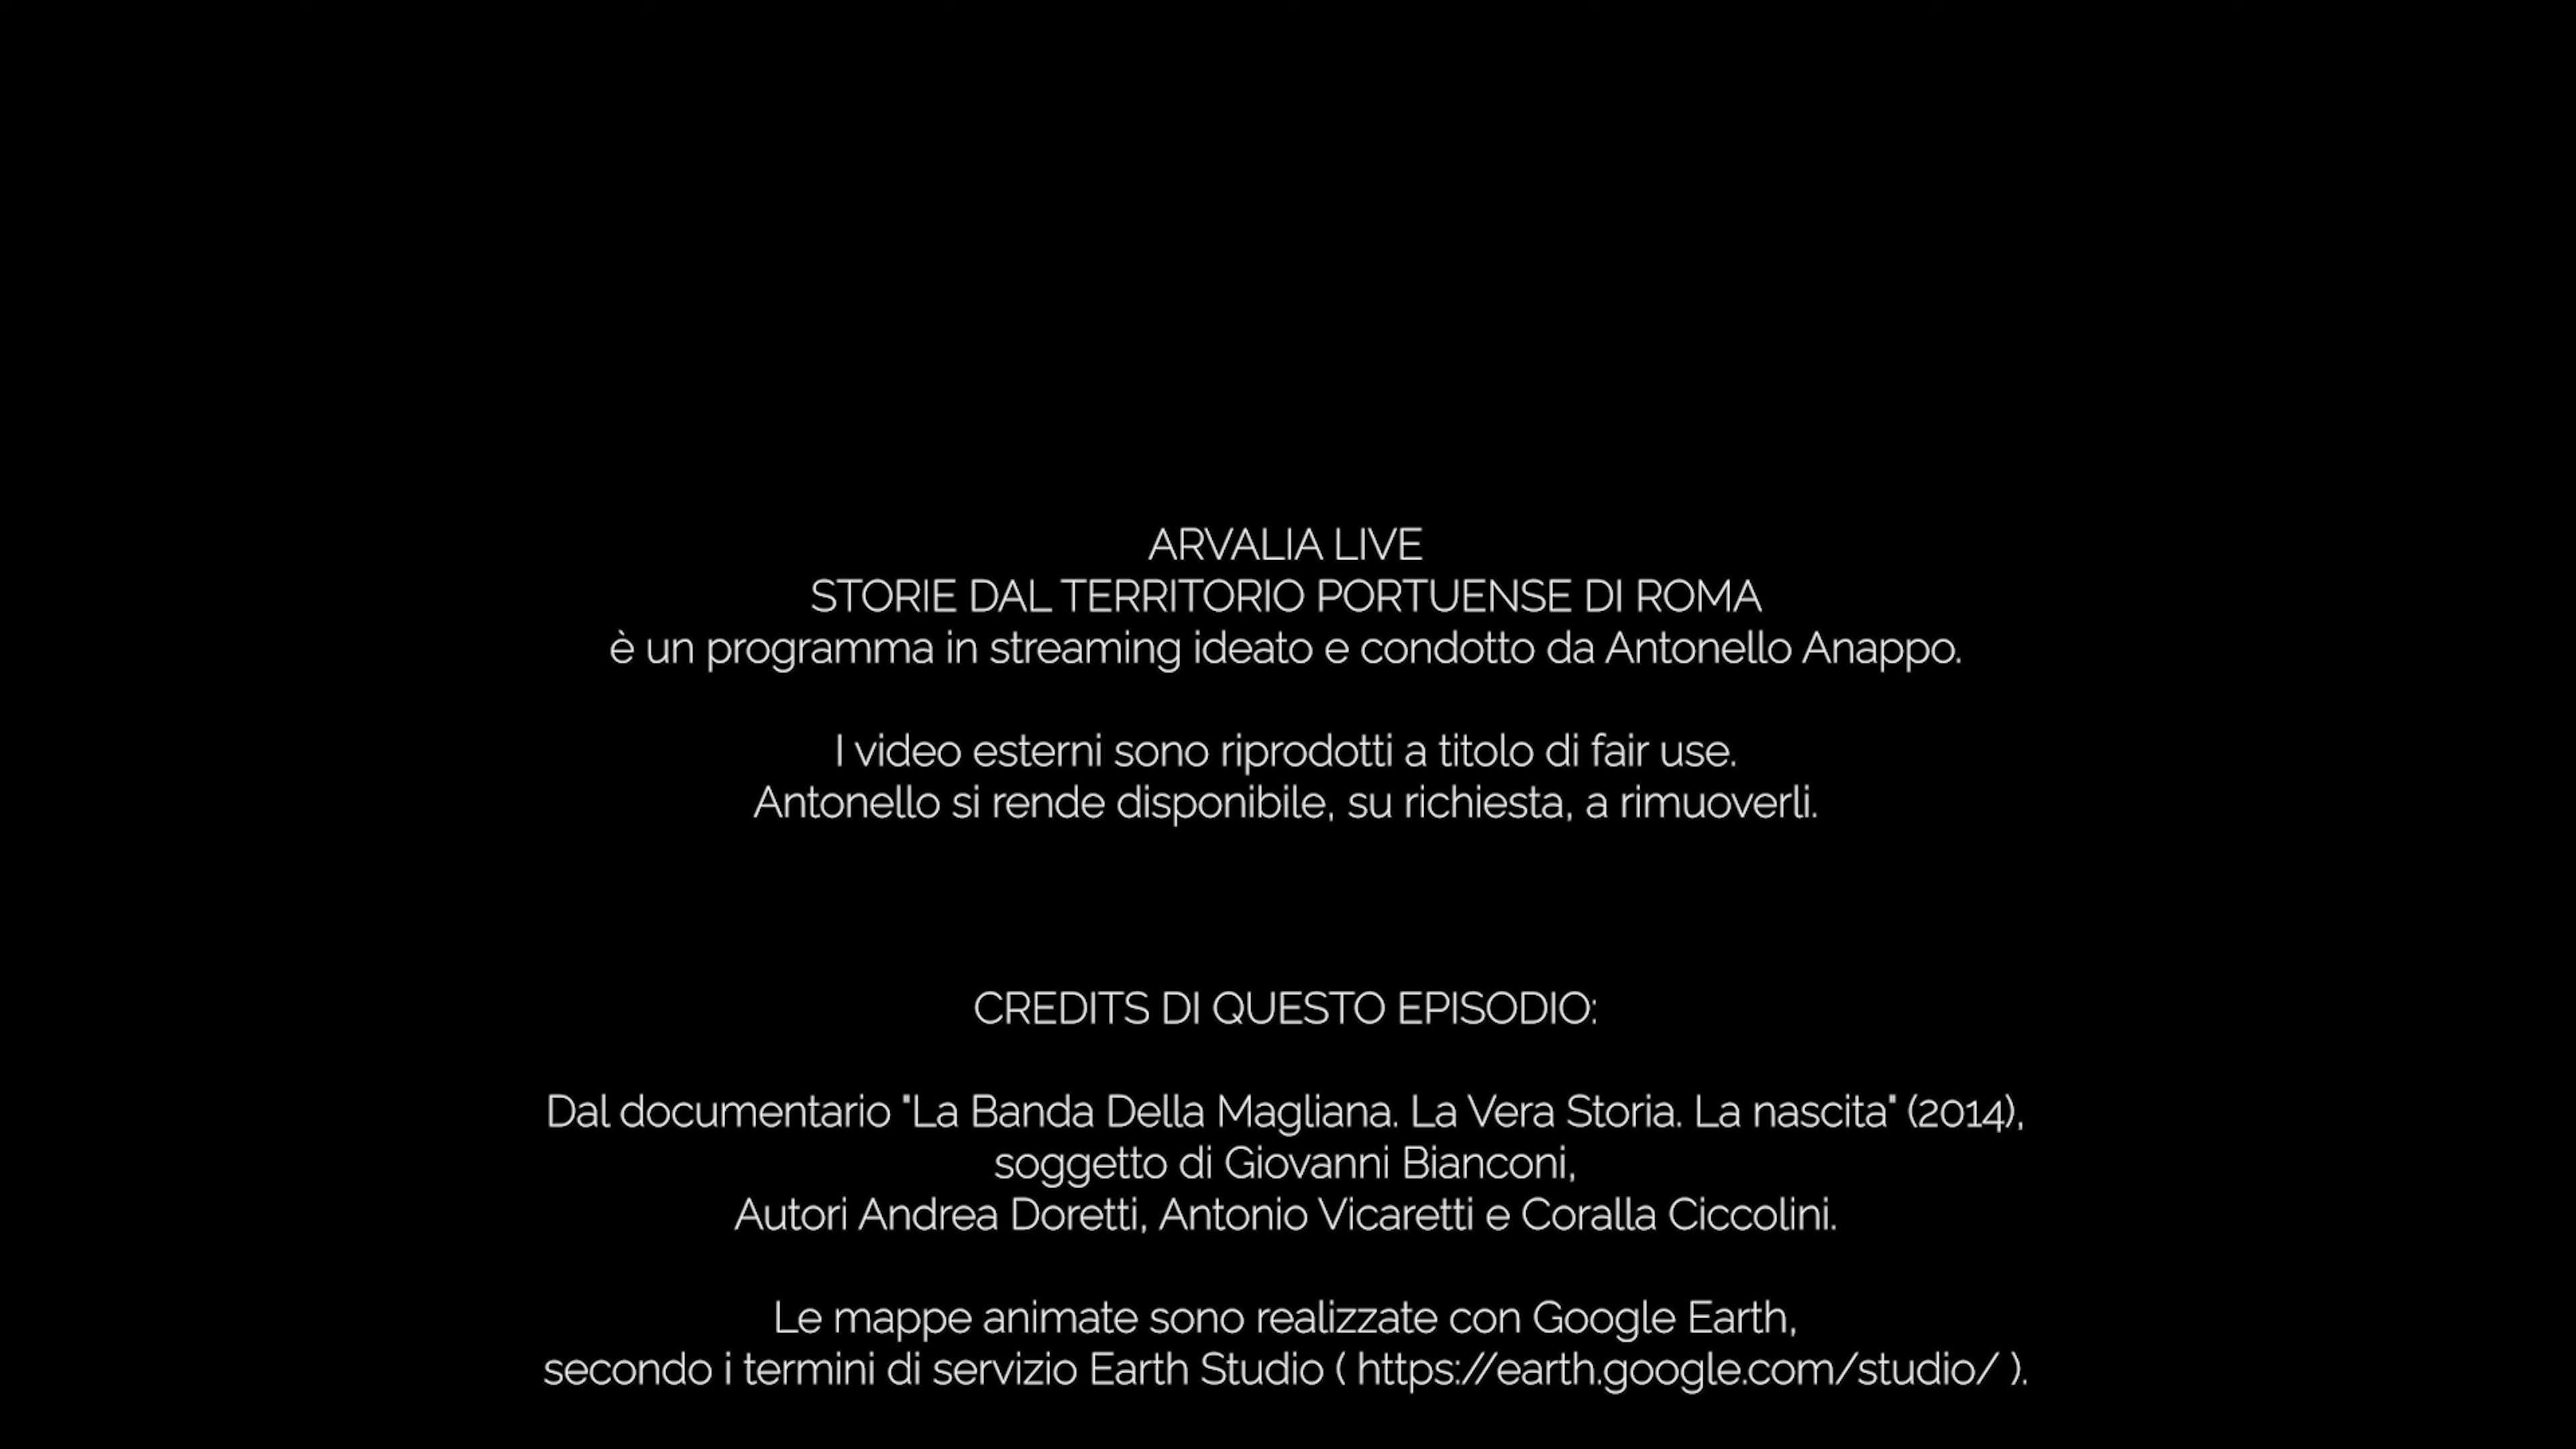 ARVALIA LIVE
STORIE DAL TERRITORIO PORTUENSE DI ROMA
è un programma in streaming ideato e condotto da Antonello Anappo.
I video esterni sono riprodotti a titolo di fair use.
Antonello si rende disponibile, su richiesta, a rimuoverli.
CREDITS DI QUESTO EPISODIO:
Dal documentario "La Banda Della Magliana. La Vera Storia. La nascita" (2014),
soggetto di Giovanni Bianconi,
Autori Andrea Doretti, Antonio Vicaretti e Coralla Ciccolini.
Le mappe animate sono realizzate con Google Earth,
secondo i termini di servizio Earth Studio ( https://earth.google.com/studio/ ).